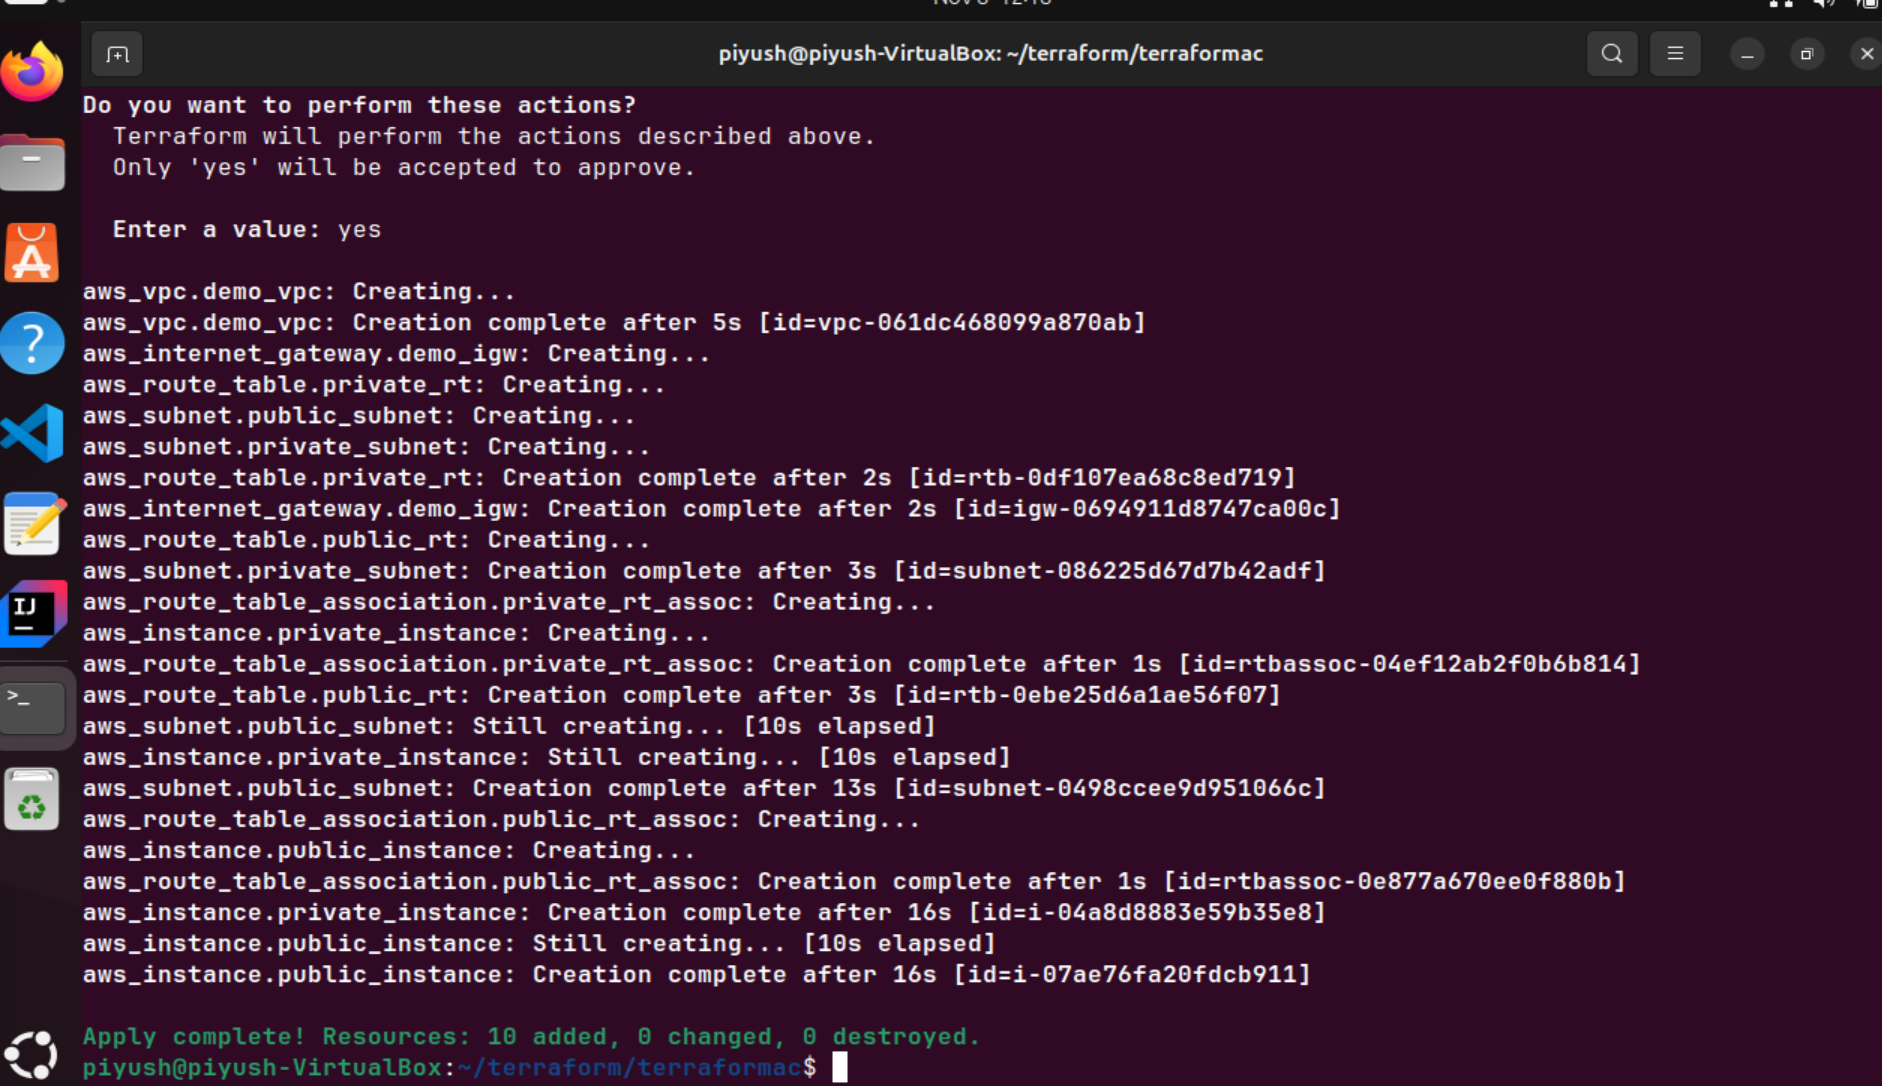 piyush@piyush-VirtualBox: ~/terraform/terraformac
Do you want to perform these actions?
Terraform will perform the actions described above.
Only 'yes' will be accepted to approve.
Enter a value: yes
aws_vpc.demo_vpc: Creating...
aws_vpc.demo_vpc: Creation complete after 5s [id=vpc-061dc468099a870ab]
aws_internet_gateway.demo_igw: Creating...
aws_route_table.private_rt: Creating...
aws_subnet.public_subnet: Creating...
aws_subnet.private_subnet: Creating...
aws_route_table.private_rt: Creation complete after 2s [id=rtb-0df107ea68c8ed719]
aws_internet_gateway.demo_igw: Creation complete after 2s [id=igw-0694911d8747ca00c]
aws_route_table.public_rt: Creating...
aws_subnet.private_subnet: Creation complete after 3s [id=subnet-086225d67d7b42adf]
aws_route_table_association.private_rt_assoc: Creating...
aws_instance.private_instance: Creating...
aws_route_table_association.private_rt_assoc: Creation complete after 1s [id=rtbassoc-04ef12ab2f0b6b814]
aws_route_table.public_rt: Creation complete after 3s [id=rtb-0ebe25d6a1ae56f07]
aws_subnet.public_subnet: Still creating... [10s elapsed]
aws_instance.private_instance: Still creating... [10s elapsed]
aws_subnet.public_subnet: Creation complete after 13s [id=subnet-0498ccee9d951066c]
aws_route_table_association.public_rt_assoc: Creating...
aws_instance.public_instance: Creating...
aws_route_table_association.public_rt_assoc: Creation complete after 1s [id=rtbassoc-0e877a670ee0f880b]
aws_instance.private_instance: Creation complete after 16s [id=i-04a8d8883e59b35e8]
aws_instance.public_instance: Still creating... [10s elapsed]
aws_instance.public_instance: Creation complete after 16s [id=i-07ae76fa20fdcb911]
Apply complete! Resources: 10 added, 0 changed, 0 destroyed.
piyush@piyush-VirtualBox:~/terraform/terraformac$
IJ
>_